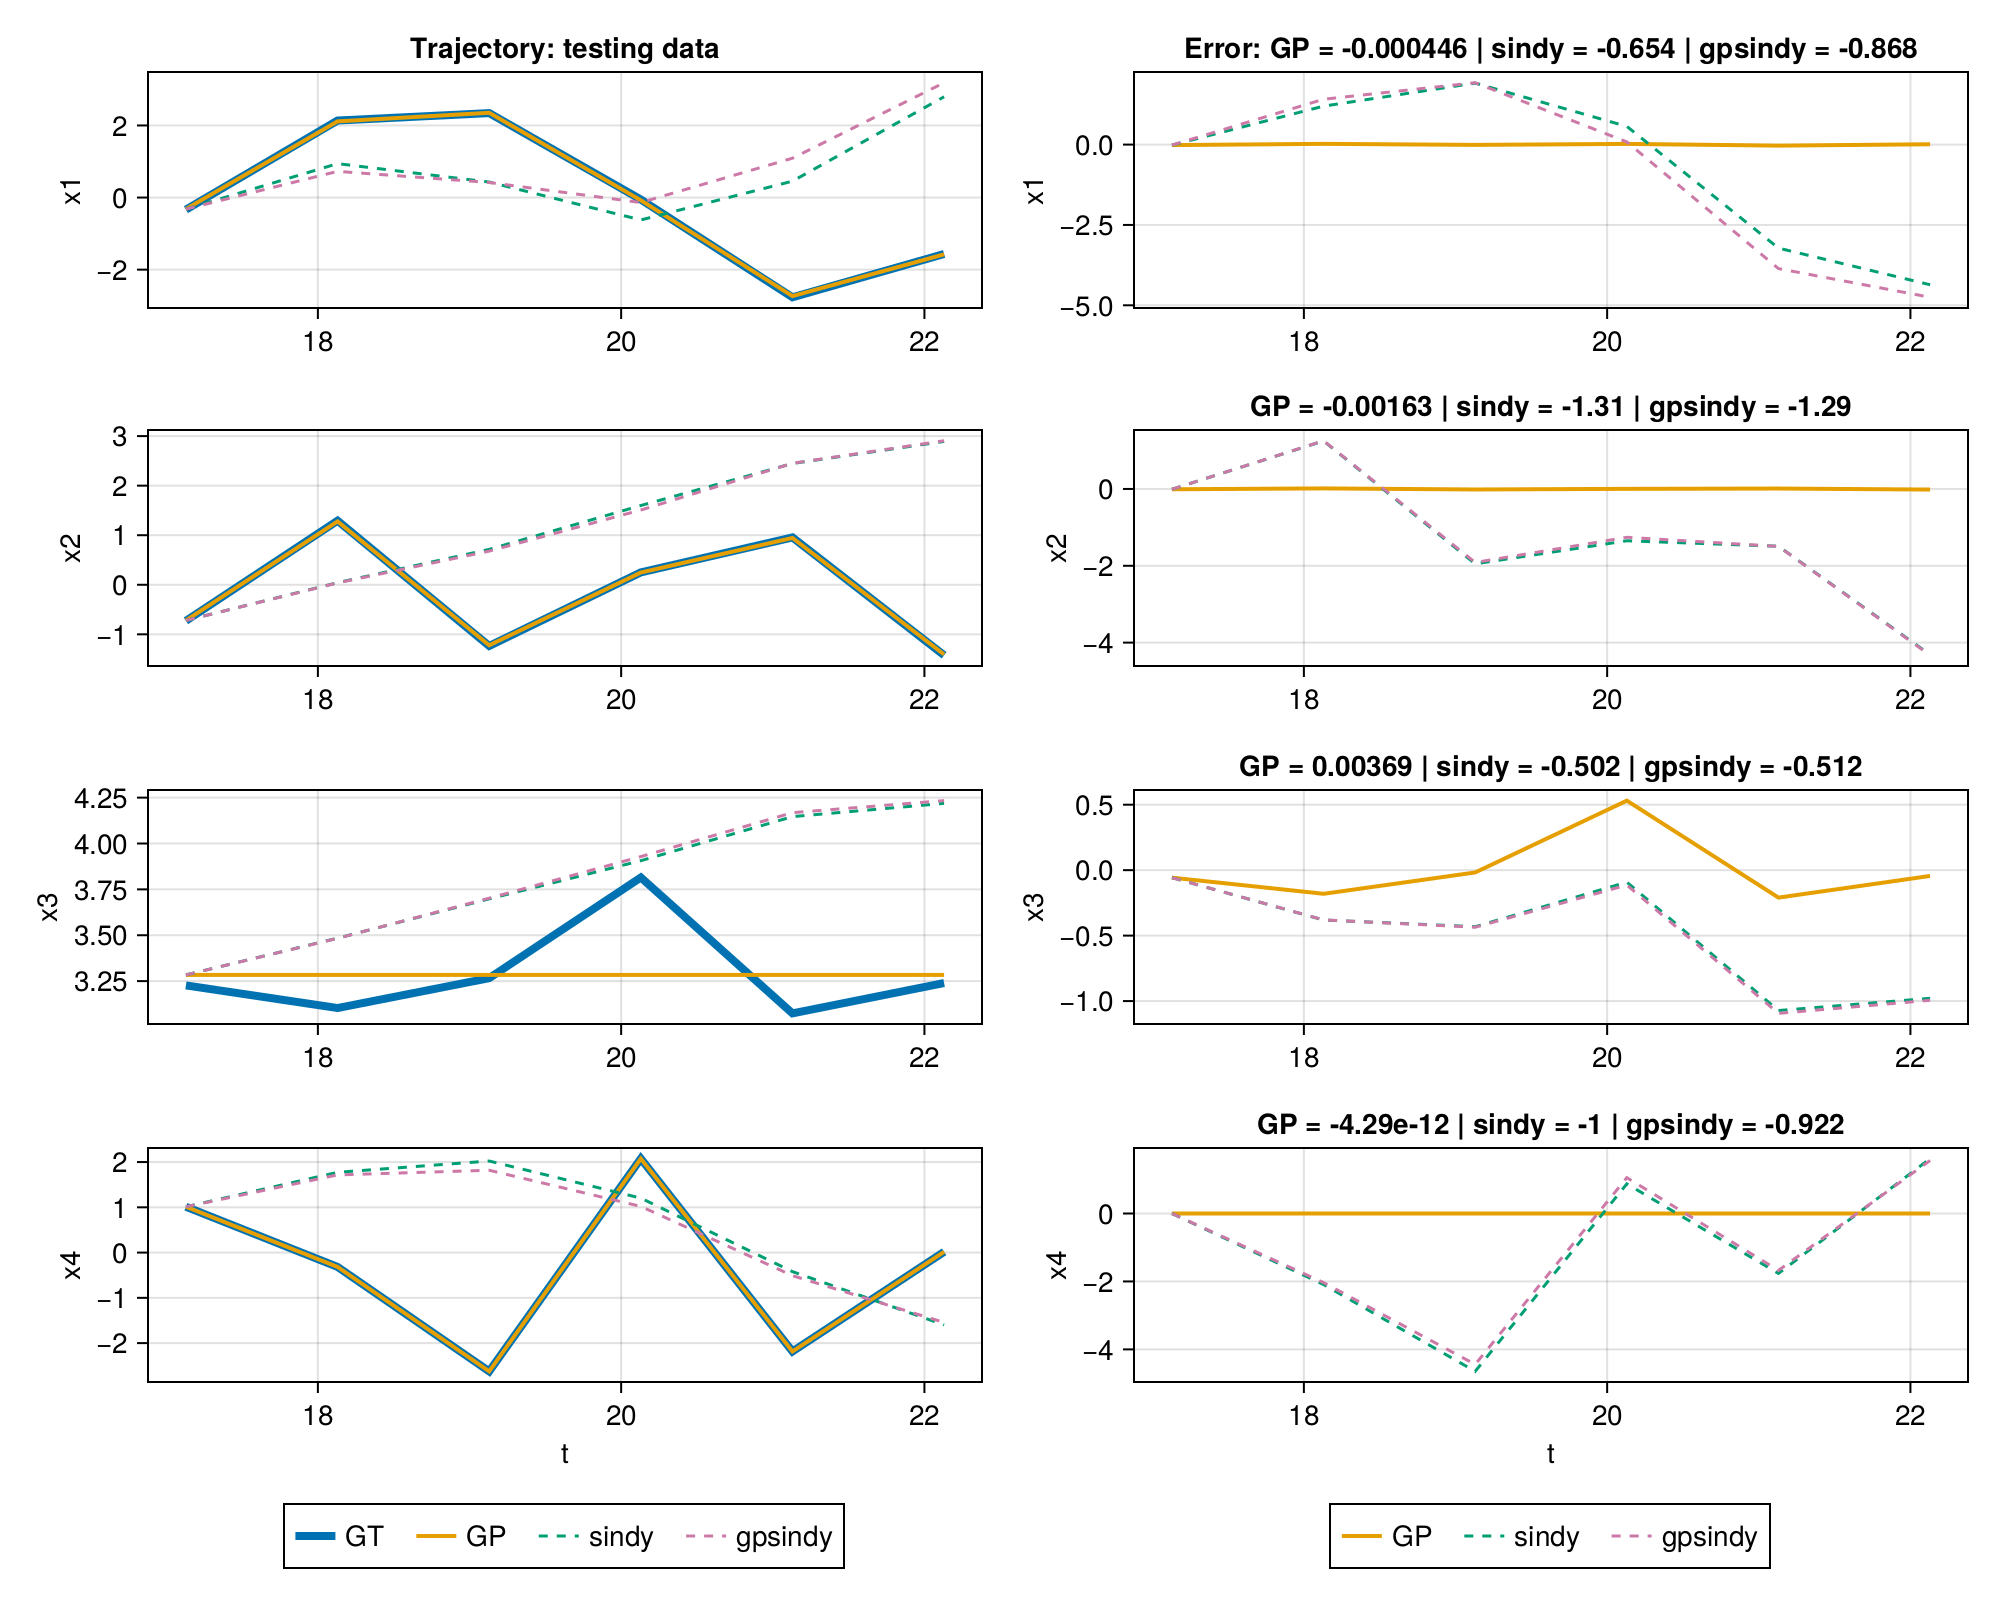 Trajectory: testing data
x1
2
0
−2
18 20 22
Error: GP = -0.000446 | sindy = -0.654 | gpsindy = -0.868
x1
0.0
−2.5
−5.0
18 20 22
x2
3
2
1
0
−1
18 20 22
GP = -0.00163 | sindy = -1.31 | gpsindy = -1.29
x2
0
−2
−4
18 20 22
x3
4.25
4.00
3.75
3.50
3.25
18 20 22
GP = 0.00369 | sindy = -0.502 | gpsindy = -0.512
x3
0.5
0.0
−0.5
−1.0
18 20 22
x4
2
1
0
−1
−2
18 20 22
t
GP = -4.29e-12 | sindy = -1 | gpsindy = -0.922
x4
0
−2
−4
18 20 22
t
GT GP sindy gpsindy
GP sindy gpsindy